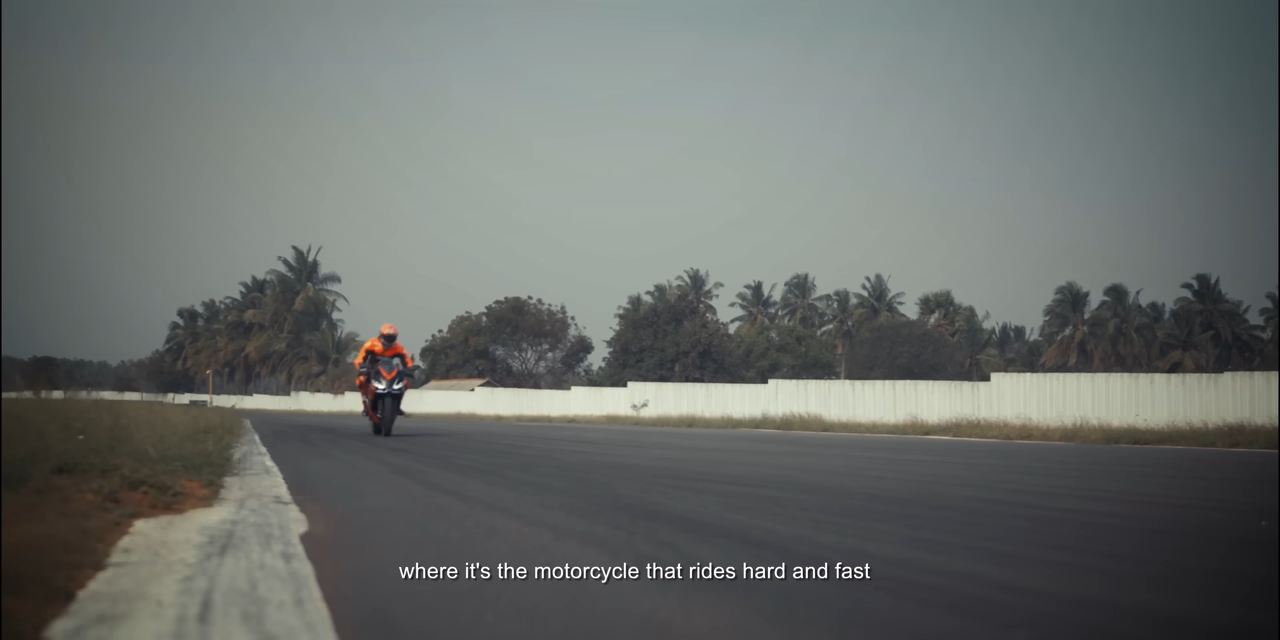 where it's the motorcycle that rides hard and fast